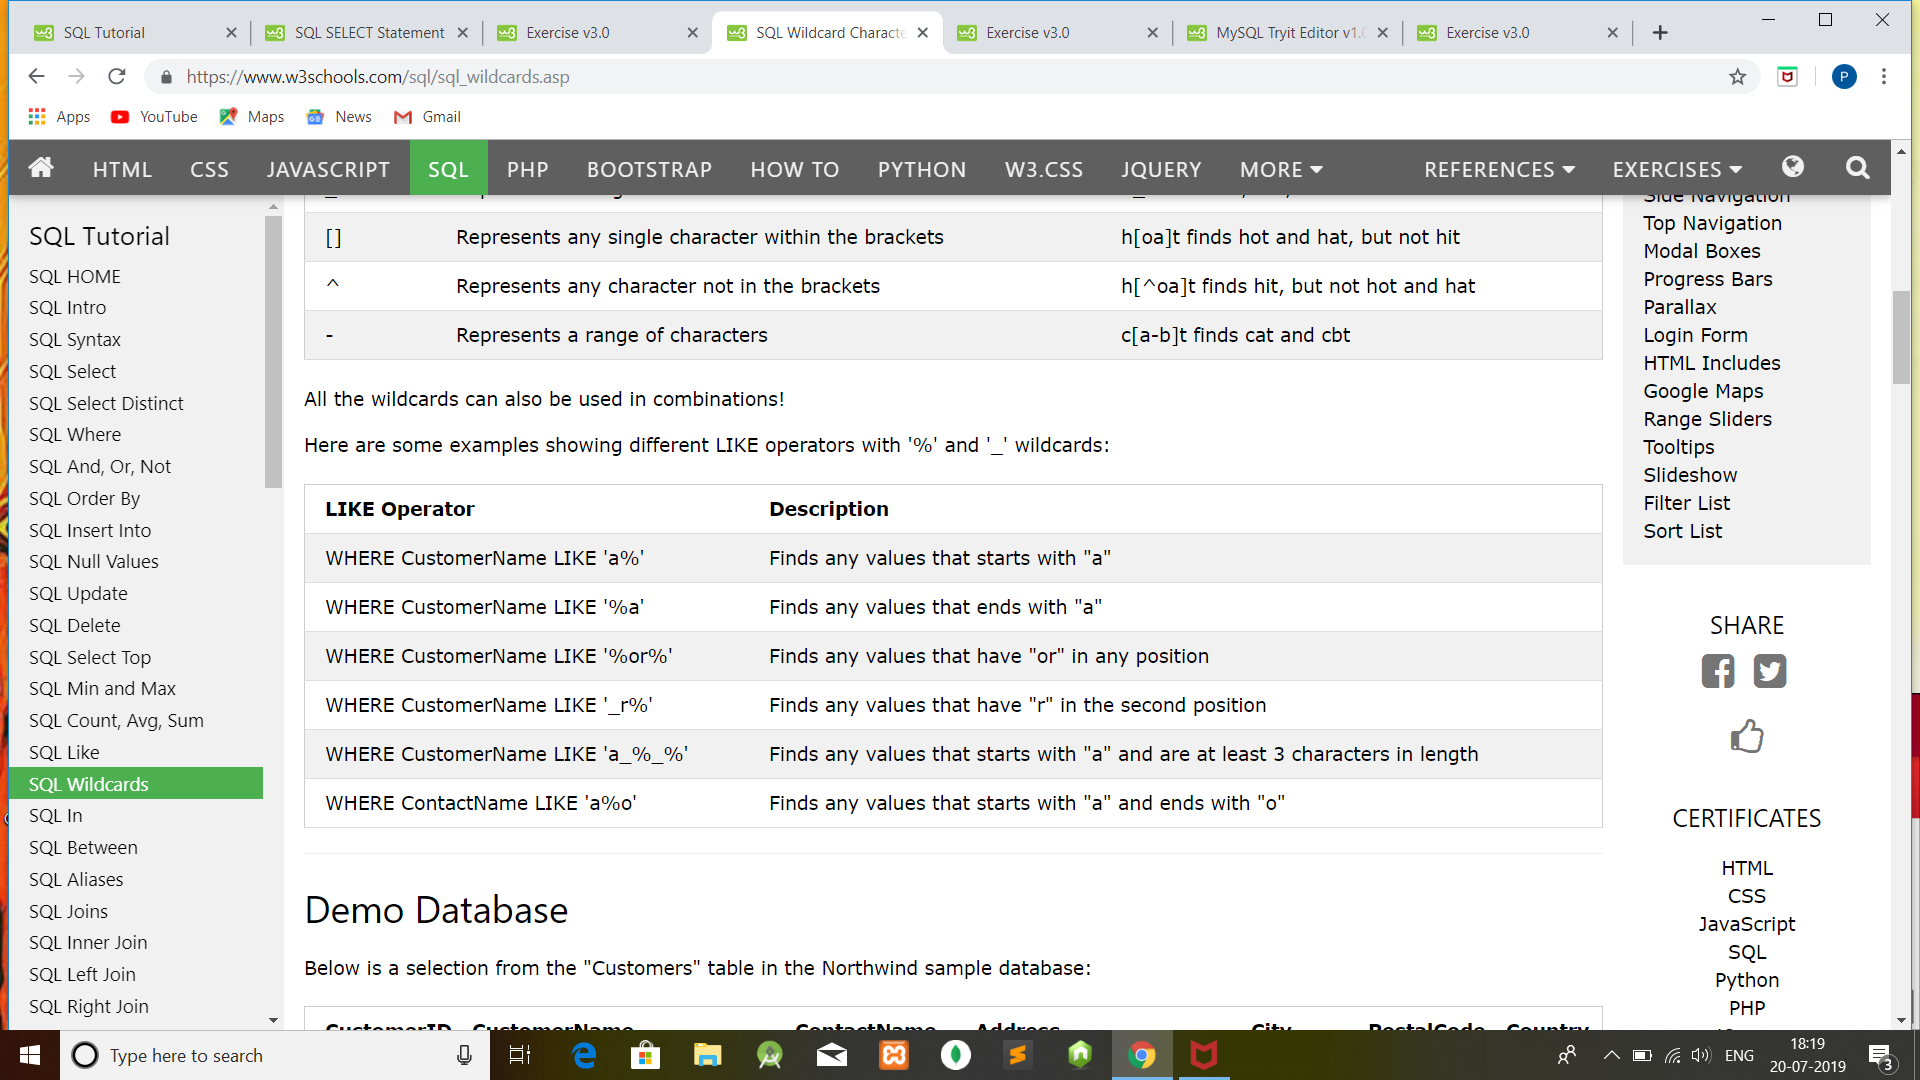 SQL Tutorial
SQL SELECT Statement
Exercise v3.0
SQL Wildcard Characte
Exercise v3.0
MySQL Tryit Editor v1.
Exercise v3.0
https://www.w3schools.com/sql/sql_wildcards.asp
P
Apps YouTube Maps News Gmail
HTML CSS JAVASCRIPT SQL PHP BOOTSTRAP HOW TO PYTHON W3.CSS JQUERY MORE REFERENCES EXERCISES
SQL Tutorial
SQL HOME
SQL Intro
SQL Syntax
SQL Select
SQL Select Distinct
SQL Where
SQL And, Or, Not
SQL Order By
SQL Insert Into
SQL Null Values
SQL Update
SQL Delete
SQL Select Top
SQL Min and Max
SQL Count, Avg, Sum
SQL Like
SQL Wildcards
SQL In
SQL Between
SQL Aliases
SQL Joins
SQL Inner Join
SQL Left Join
SQL Right Join
[] Represents any single character within the brackets h[oa]t finds hot and hat, but not hit
^ Represents any character not in the brackets h[^oa]t finds hit, but not hot and hat
- Represents a range of characters c[a-b]t finds cat and cbt
All the wildcards can also be used in combinations!
Here are some examples showing different LIKE operators with '%' and '_' wildcards:
LIKE Operator Description
WHERE CustomerName LIKE 'a%' Finds any values that starts with "a"
WHERE CustomerName LIKE '%a' Finds any values that ends with "a"
WHERE CustomerName LIKE '%or%' Finds any values that have "or" in any position
WHERE CustomerName LIKE '_r%' Finds any values that have "r" in the second position
WHERE CustomerName LIKE 'a_%_%' Finds any values that starts with "a" and are at least 3 characters in length
WHERE ContactName LIKE 'a%o' Finds any values that starts with "a" and ends with "o"
Demo Database
Below is a selection from the "Customers" table in the Northwind sample database:
CustomerID CustomerName ContactName Address City PostalCode Country
Side Navigation
Top Navigation
Modal Boxes
Progress Bars
Parallax
Login Form
HTML Includes
Google Maps
Range Sliders
Tooltips
Slideshow
Filter List
Sort List
SHARE
CERTIFICATES
HTML
CSS
JavaScript
SQL
Python
PHP
Type here to search
ENG
18:19
20-07-2019
3